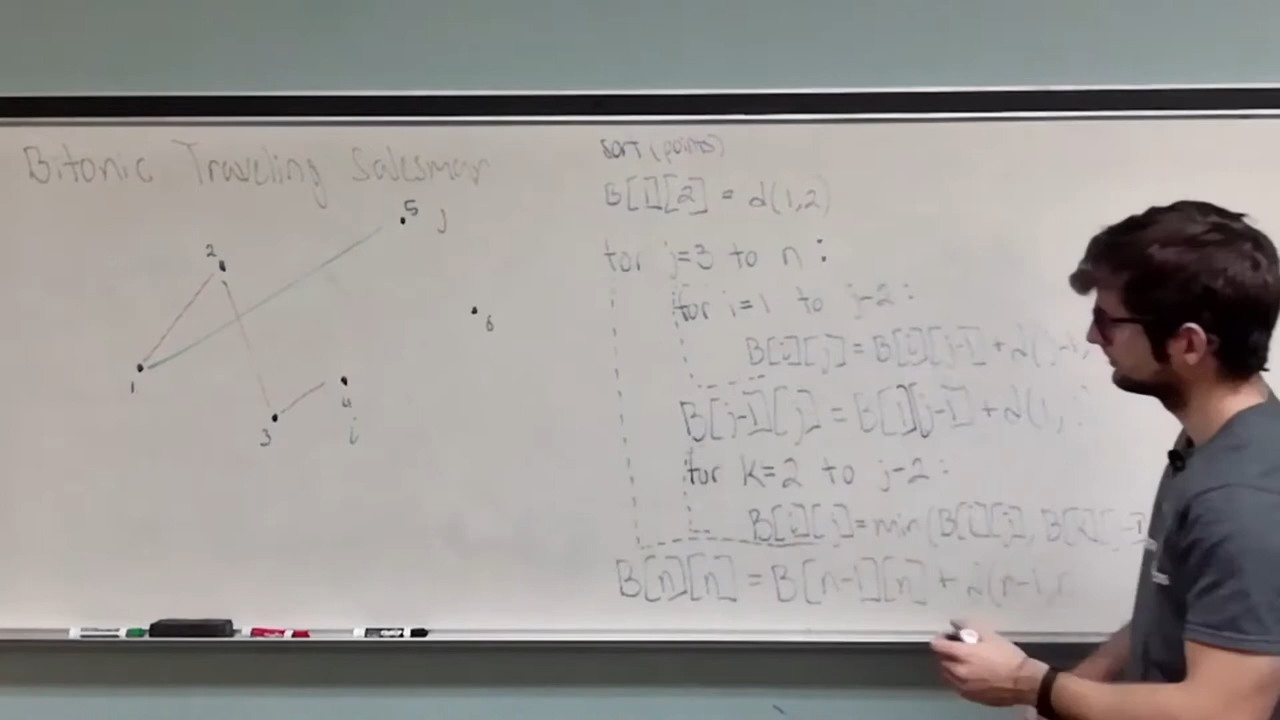 Bitonic Traveling Salesman
5 j
2
6
1
4
3 i
sort (points)
B[1][2] = d(1,2)
for j=3 to n :
for i=1 to j-2 :
B[i][j] = B[i][j-1] + d(j-1,
B[j-1][j] = B[1][j-1] + d(1,
for k=2 to j-2 :
B[i][j] = min (B[i][j], B[k][j-1]
B[n][n] = B[n-1][n] + d(n-1,n